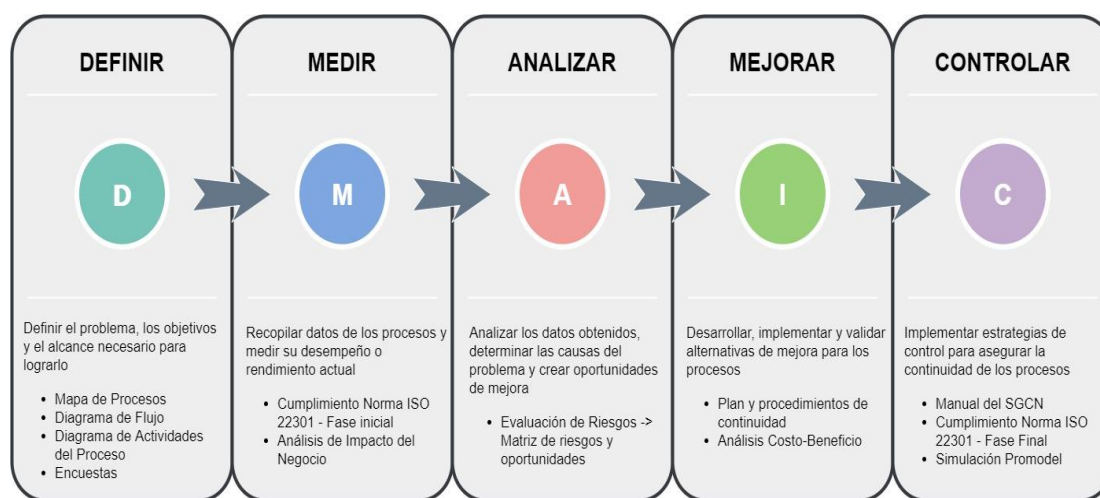 DEFINIR
D
Definir el problema, los objetivos
y el alcance necesario para
lograrlo
• Mapa de Procesos
• Diagrama de Flujo
• Diagrama de Actividades
del Proceso
• Encuestas
MEDIR
M
Recopilar datos de los procesos y
medir su desempeño o
rendimiento actual
• Cumplimiento Norma ISO
22301 - Fase inicial
• Análisis de Impacto del
Negocio
ANALIZAR
A
Analizar los datos obtenidos,
determinar las causas del
problema y crear oportunidades
de mejora
• Evaluación de Riesgos ->
Matriz de riesgos y
oportunidades
MEJORAR
I
Desarrollar, implementar y validar
alternativas de mejora para los
procesos
• Plan y procedimientos de
continuidad
• Análisis Costo-Beneficio
CONTROLAR
C
Implementar estrategias de
control para asegurar la
continuidad de los procesos
• Manual del SGCN
• Cumplimiento Norma ISO
22301 - Fase Final
• Simulación Promodel